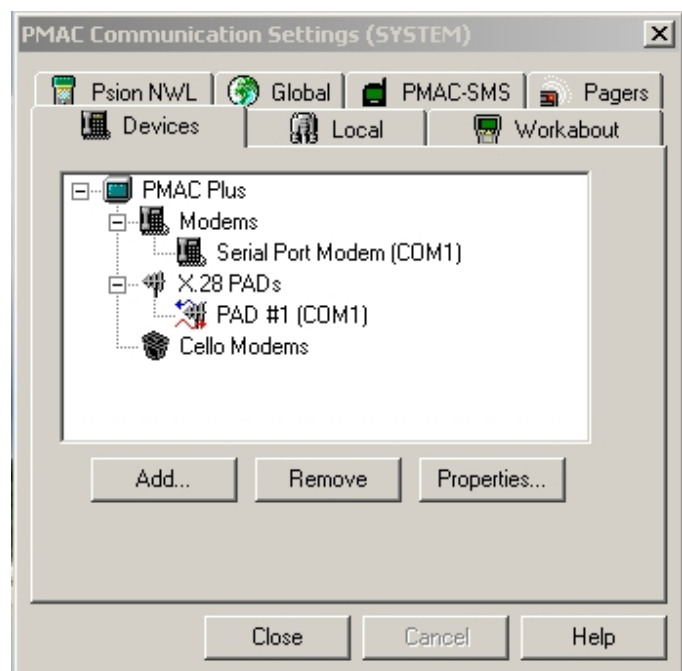 PMAC Communication Settings (SYSTEM)
Psion NWL Global PMAC-SMS Pagers
Devices Local Workabout
PMAC Plus
Modems
Serial Port Modem (COM1)
X.28 PADs
PAD #1 (COM1)
Cello Modems
Add... Remove Properties...
Close Cancel Help